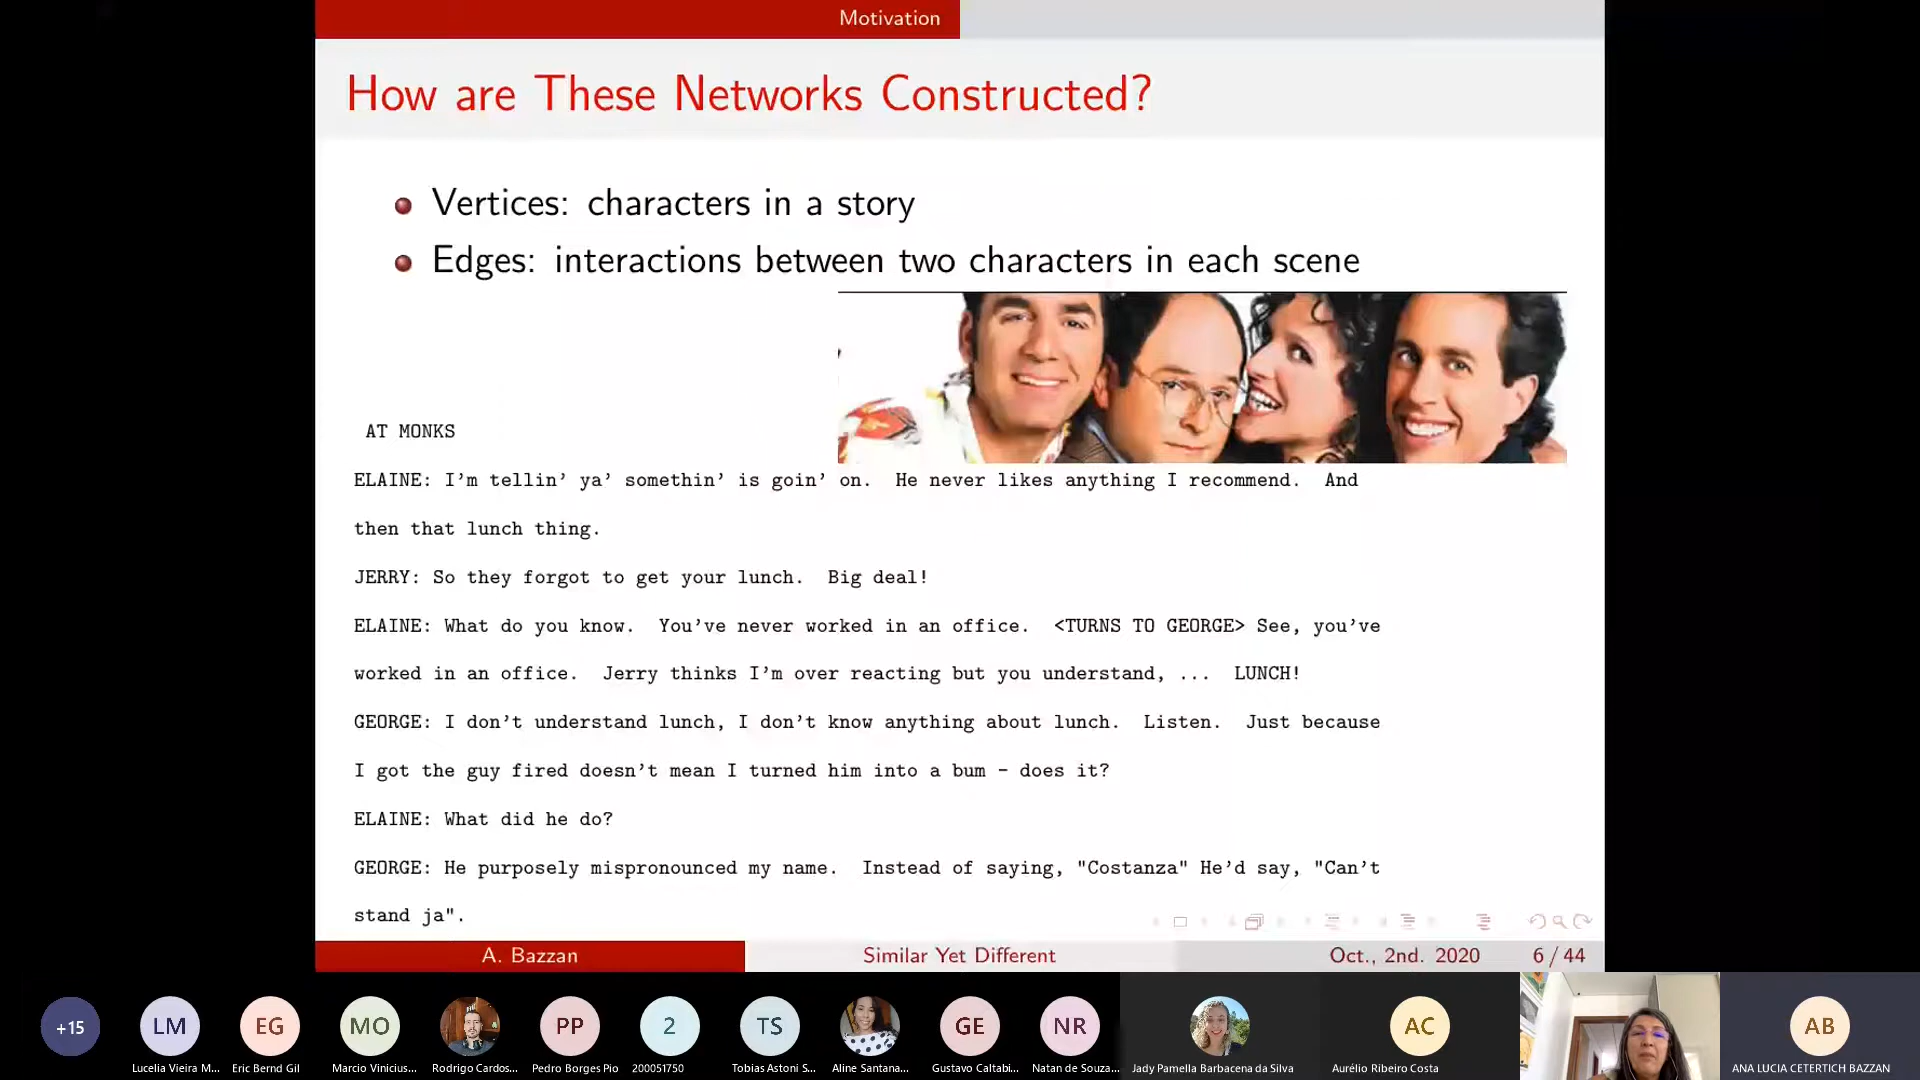 Motivation
How are These Networks Constructed?
Vertices: characters in a story
Edges: interactions between two characters in each scene
AT MONKS
ELAINE: I'm tellin' ya' somethin' is goin' on. He never likes anything I recommend. And
then that lunch thing.
JERRY: So they forgot to get your lunch. Big deal!
ELAINE: What do you know. You've never worked in an office. <TURNS TO GEORGE> See, you've
worked in an office. Jerry thinks I'm over reacting but you understand, ... LUNCH!
GEORGE: I don't understand lunch, I don't know anything about lunch. Listen. Just because
I got the guy fired doesn't mean I turned him into a bum - does it?
ELAINE: What did he do?
GEORGE: He purposely mispronounced my name. Instead of saying, "Costanza" He'd say, "Can't
stand ja".
A. Bazzan Similar Yet Different Oct., 2nd. 2020 6 / 44
+15 LM EG MO PP 2 TS GE NR AC AB
Lucelia Vieira M... Eric Bernd Gil Marcio Vinicius... Rodrigo Cardos... Pedro Borges Pio 200051750 Tobias Astoni S... Aline Santana... Gustavo Caltabi... Natan de Souza... Jady Pamella Barbacena da Silva Aurélio Ribeiro Costa ANA LUCIA CETERTICH BAZZAN